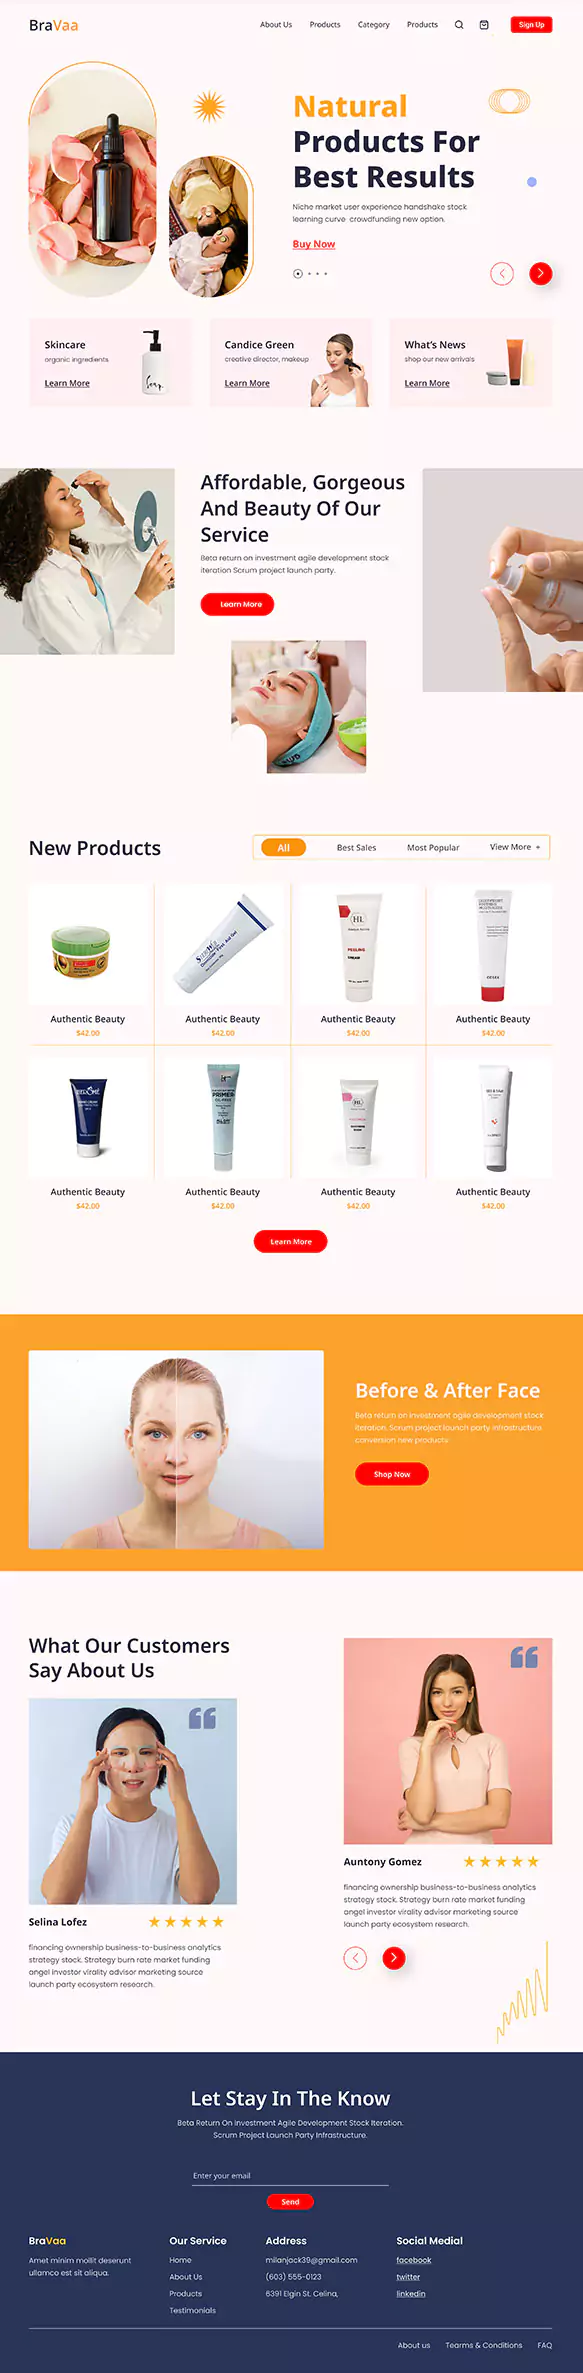 BraVaa
About Us
Products
Category
Products
Sign Up
Natural
Products For
Best Results
Niche market user experience handshake stock
learning curve crowdfunding new option.
Buy Now
Skincare
organic ingredients
Learn More
Soap.
Candice Green
creative director, makeup
Learn More
What's News
shop our new arrivals
Learn More
Affordable, Gorgeous
And Beauty Of Our
Service
Beta return on investment agile development stock
iteration Scrum project launch party.
Learn More
New Products
All
Best Sales
Most Popular
View More +
HL
PEELING
CREAM
Authentic Beauty
$42.00
Authentic Beauty
$42.00
Authentic Beauty
$42.00
Authentic Beauty
$42.00
PRIMER+
HL
Authentic Beauty
$42.00
Authentic Beauty
$42.00
Authentic Beauty
$42.00
Authentic Beauty
$42.00
Learn More
Before & After Face
Beta return on investment agile development stock
iteration. Scrum project launch party infrastructure
conversion new products
Shop Now
What Our Customers
Say About Us
Selina Lofez
financing ownership business-to-business analytics
strategy stock. Strategy burn rate market funding
angel investor virality advisor marketing source
launch party ecosystem research.
Auntony Gomez
financing ownership business-to-business analytics
strategy stock. Strategy burn rate market funding
angel investor virality advisor marketing source
launch party ecosystem research.
Let Stay In The Know
Beta Return On Investment Agile Development Stock Iteration.
Scrum Project Launch Party Infrastructure.
Enter your email
Send
BraVaa
Amet minim mollit deserunt
ullamco est sit aliqua.
Our Service
Home
About Us
Products
Testimonials
Address
milanjack39@gmail.com
(603) 555-0123
6391 Elgin St. Celina,
Social Medial
facebook
twitter
linkedin
About us
Tearms & Conditions
FAQ